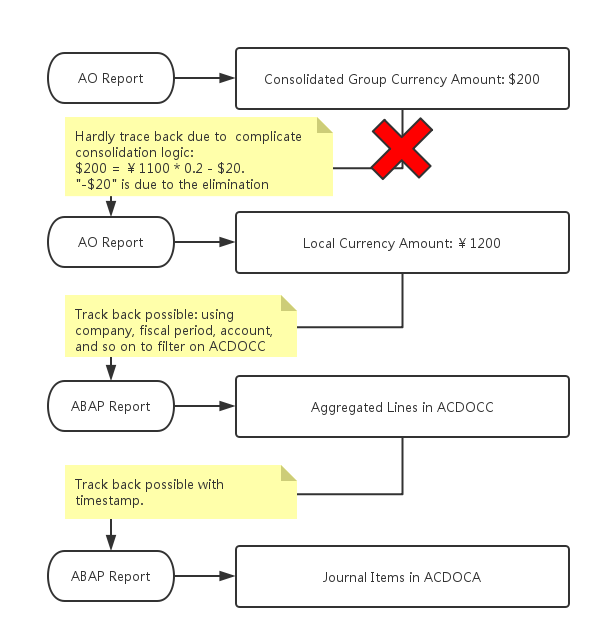 AO Report
Consolidated Group Currency Amount: $200
Hardly trace back due to  complicate
consolidation logic:
$200 = ¥1100 * 0.2 - $20.
"-$20" is due to the elimination
AO Report
Local Currency Amount: ¥1200
Track back possible: using
company, fiscal period, account,
and so on to filter on ACDOCC
ABAP Report
Aggregated Lines in ACDOCC
Track back possible with
timestamp.
ABAP Report
Journal Items in ACDOCA